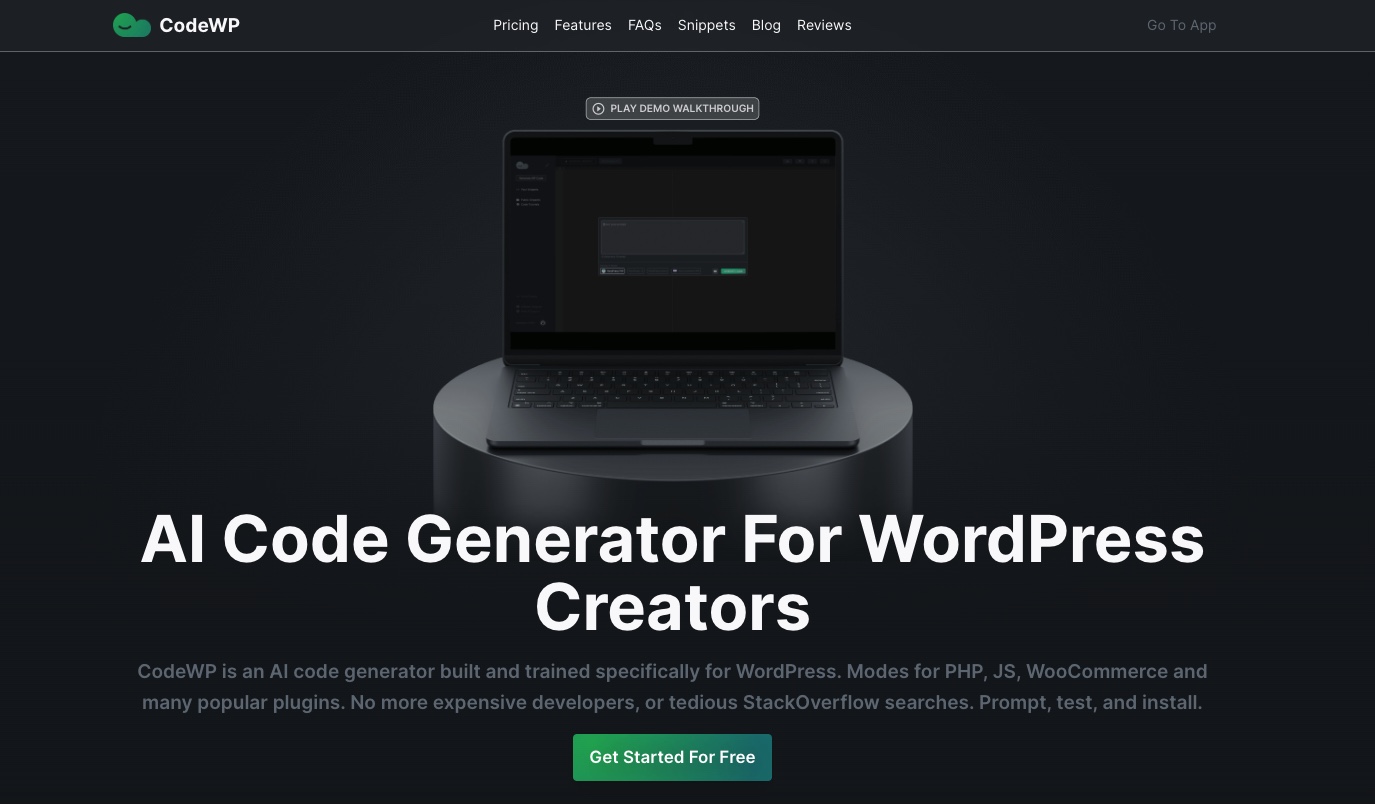 CodeWP
Pricing Features FAQs Snippets Blog Reviews
Go To App
PLAY DEMO WALKTHROUGH
AI Code Generator For WordPress
Creators
CodeWP is an AI code generator built and trained specifically for WordPress. Modes for PHP, JS, WooCommerce and
many popular plugins. No more expensive developers, or tedious StackOverflow searches. Prompt, test, and install.
Get Started For Free